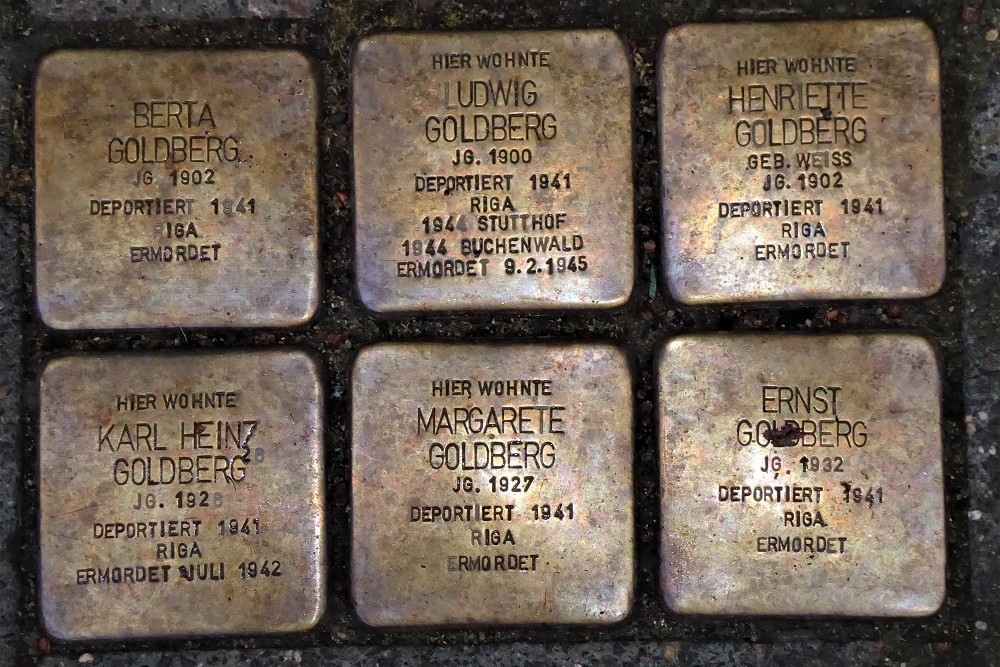 BERTA
GOLDBERG
JG. 1902
DEPORTIERT 1941
RIGA
ERMORDET
HIER WOHNTE
LUDWIG
GOLDBERG
JG. 1900
DEPORTIERT 1941
RIGA
1944 STUTTHOF
1944 BUCHENWALD
ERMORDET 9.2.1945
HIER WOHNTE
HENRIETTE
GOLDBERG
GEB. WEISS
JG. 1902
DEPORTIERT 1941
RIGA
ERMORDET
HIER WOHNTE
KARL HEINZ
GOLDBERG
28
JG. 1928
DEPORTIERT 1941
RIGA
ERMORDET JULI 1942
HIER WOHNTE
MARGARETE
GOLDBERG
JG. 1927
DEPORTIERT 1941
RIGA
ERMORDET
ERNST
GOLDBERG
JG. 1932
DEPORTIERT 1941
RIGA
ERMORDET